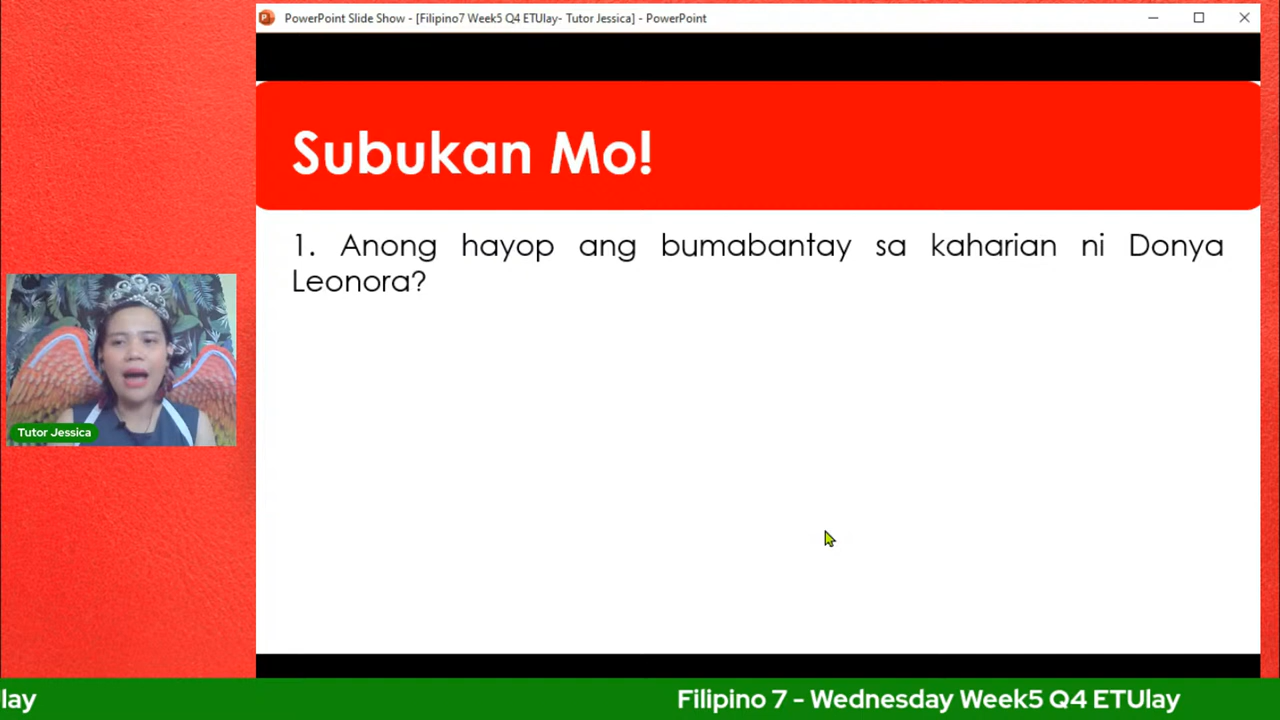 PowerPoint Slide Show - [Filipino7 Week5 Q4 ETUlay- Tutor Jessica] - PowerPoint
Subukan Mo!
1. Anong hayop ang bumabantay sa kaharian ni Donya
Leonora?
Tutor Jessica
lay
Filipino 7 - Wednesday Week5 Q4 ETUlay